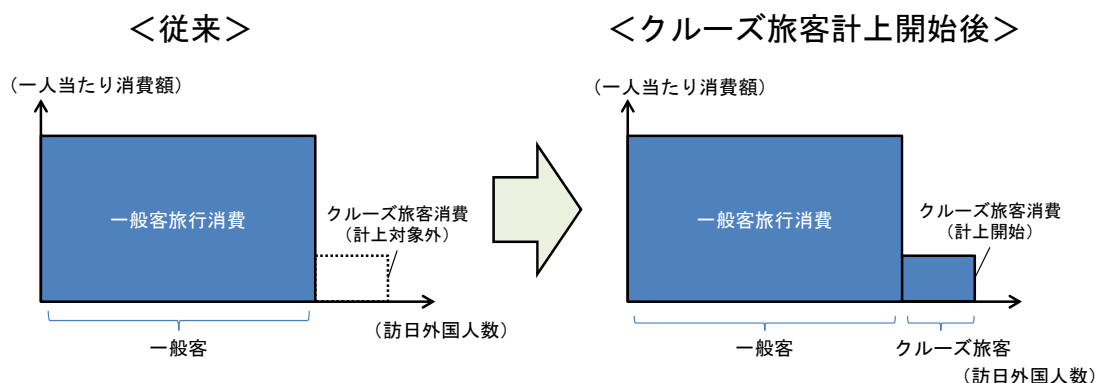 ＜従来＞
（一人当たり消費額）
一般客旅行消費
クルーズ旅客消費
（計上対象外）
（訪日外国人数）
一般客
＜クルーズ旅客計上開始後＞
（一人当たり消費額）
一般客旅行消費
クルーズ旅客消費
（計上開始）
一般客
クルーズ旅客
（訪日外国人数）